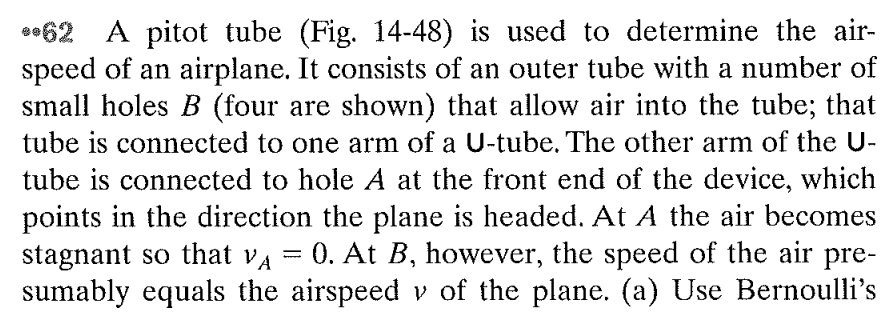 ••62 A pitot tube (Fig. 14-48) is used to determine the air-
speed of an airplane. It consists of an outer tube with a number of
small holes B (four are shown) that allow air into the tube; that
tube is connected to one arm of a U-tube. The other arm of the U-
tube is connected to hole A at the front end of the device, which
points in the direction the plane is headed. At A the air becomes
stagnant so that v_A = 0. At B, however, the speed of the air pre-
sumably equals the airspeed v of the plane. (a) Use Bernoulli's